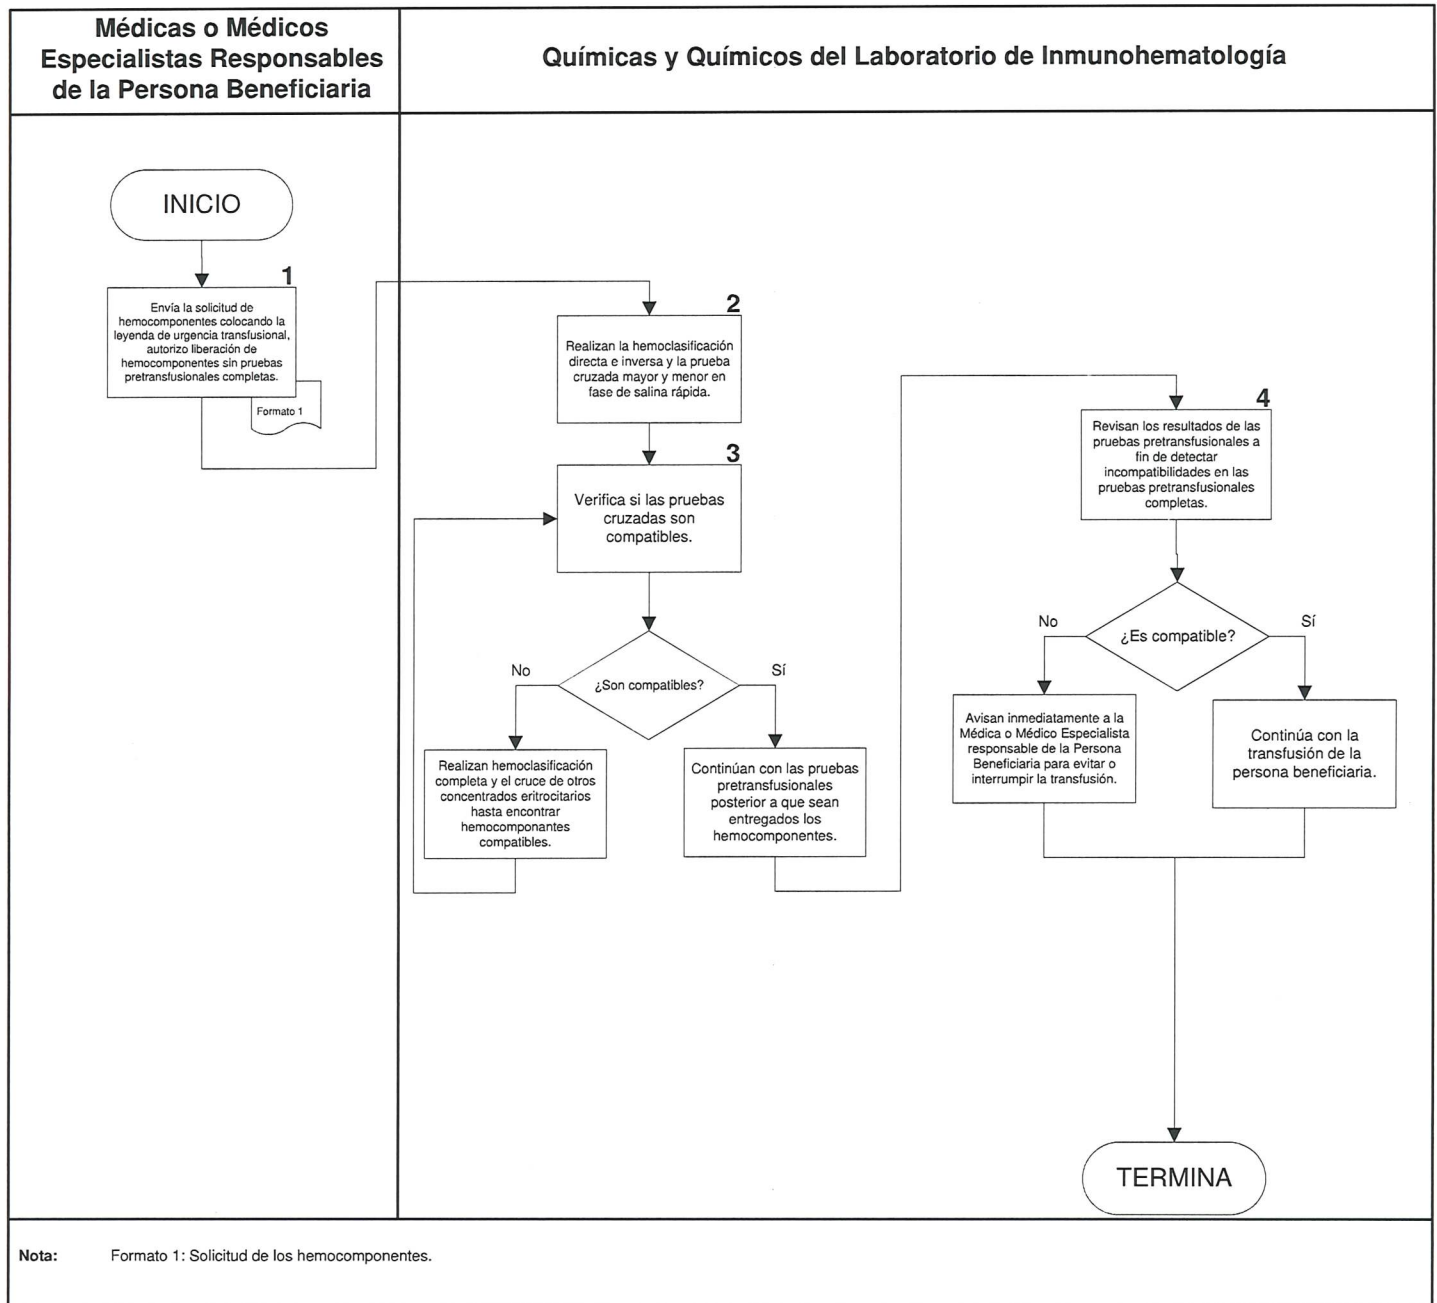 Médicas o Médicos
Especialistas Responsables
de la Persona Beneficiaria
Químicas y Químicos del Laboratorio de Inmunohematología
INICIO
1
Envía la solicitud de
hemocomponentes colocando la
leyenda de urgencia transfusional,
autorizo liberación de
hemocomponentes sin pruebas
pretransfusionales completas.
Formato 1
2
Realizan la hemoclasificación
directa e inversa y la prueba
cruzada mayor y menor en
fase de salina rápida.
3
Verifica si las pruebas
cruzadas son
compatibles.
¿Son compatibles?
No
Sí
Realizan hemoclasificación
completa y el cruce de otros
concentrados eritrocitarios
hasta encontrar
hemocomponantes
compatibles.
Continúan con las pruebas
pretransfusionales
posterior a que sean
entregados los
hemocomponentes.
4
Revisan los resultados de las
pruebas pretransfusionales a
fin de detectar
incompatibilidades en las
pruebas pretransfusionales
completas.
¿Es compatible?
No
Sí
Avisan inmediatamente a la
Médica o Médico Especialista
responsable de la Persona
Beneficiaria para evitar o
interrumpir la transfusión.
Continúa con la
transfusión de la
persona beneficiaria.
TERMINA
Nota: Formato 1: Solicitud de los hemocomponentes.